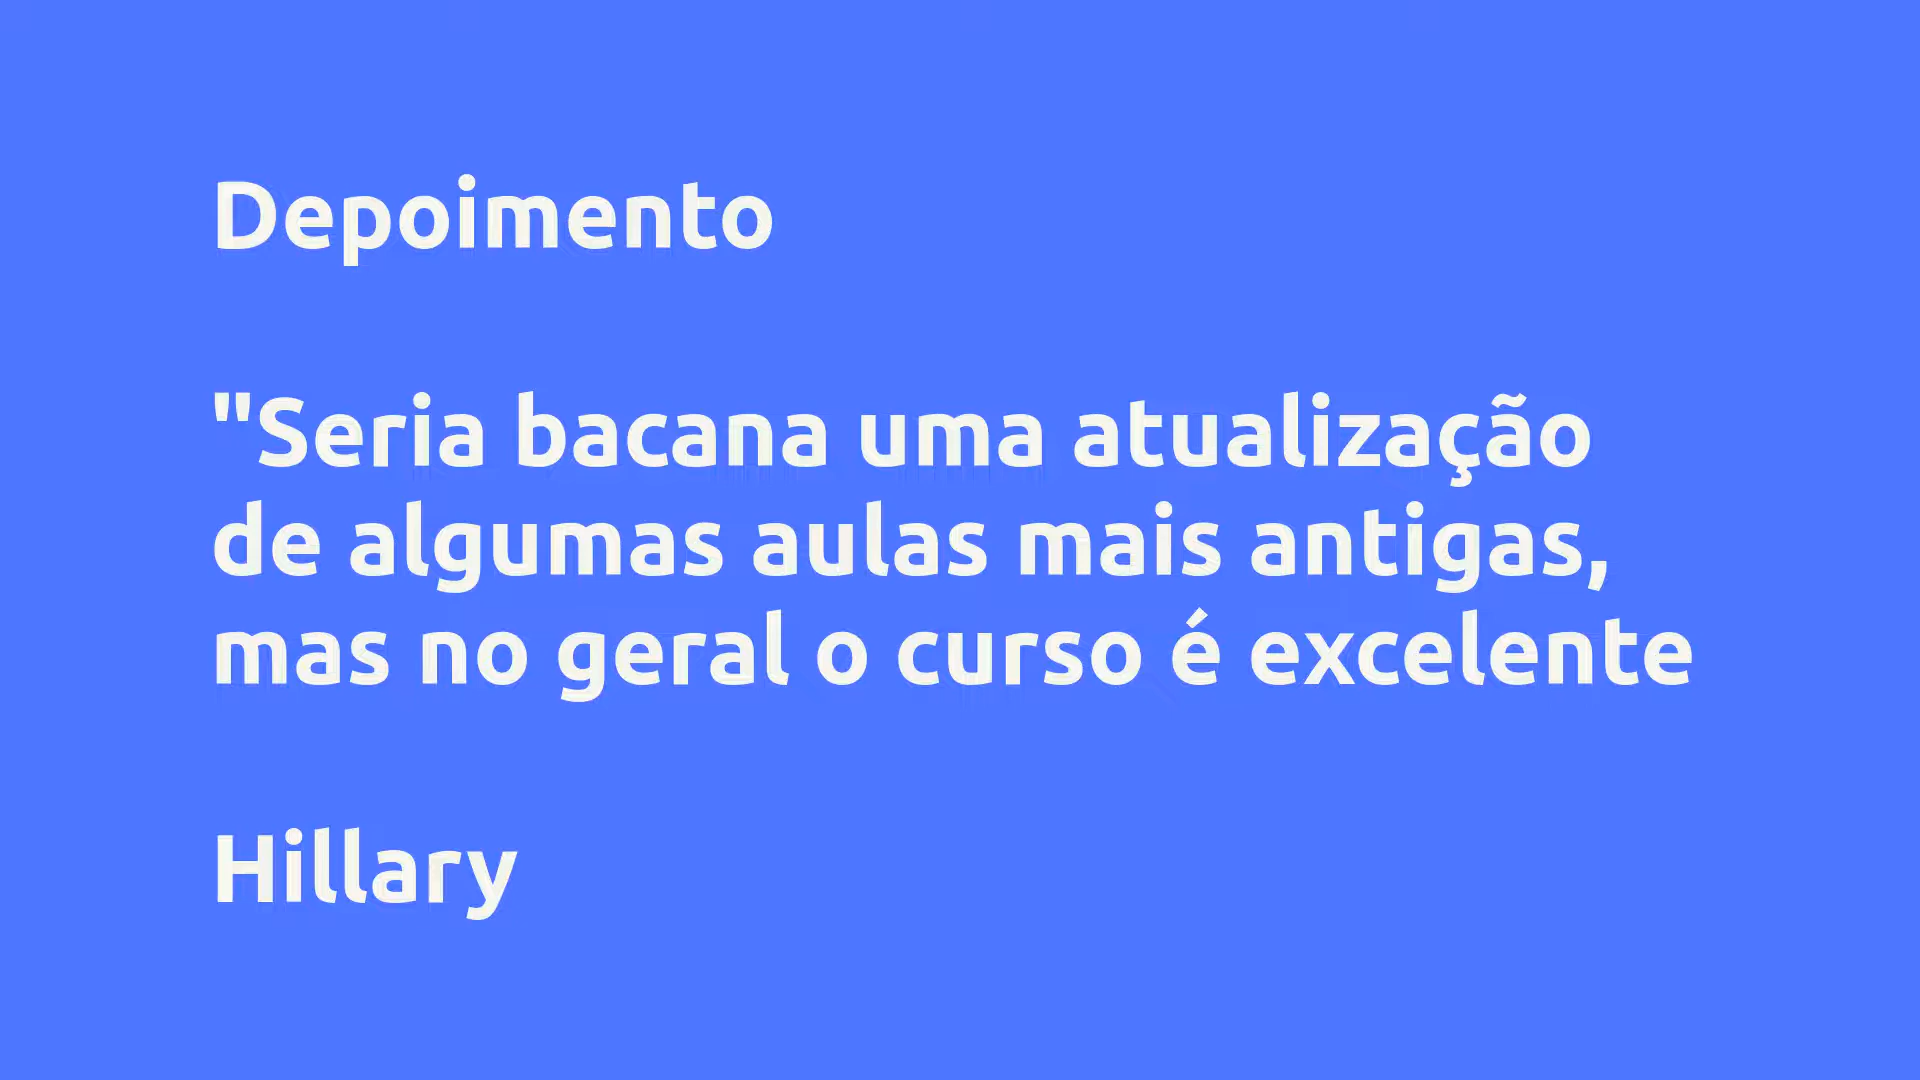 Depoimento
"Seria bacana uma atualização
de algumas aulas mais antigas,
mas no geral o curso é excelente
Hillary